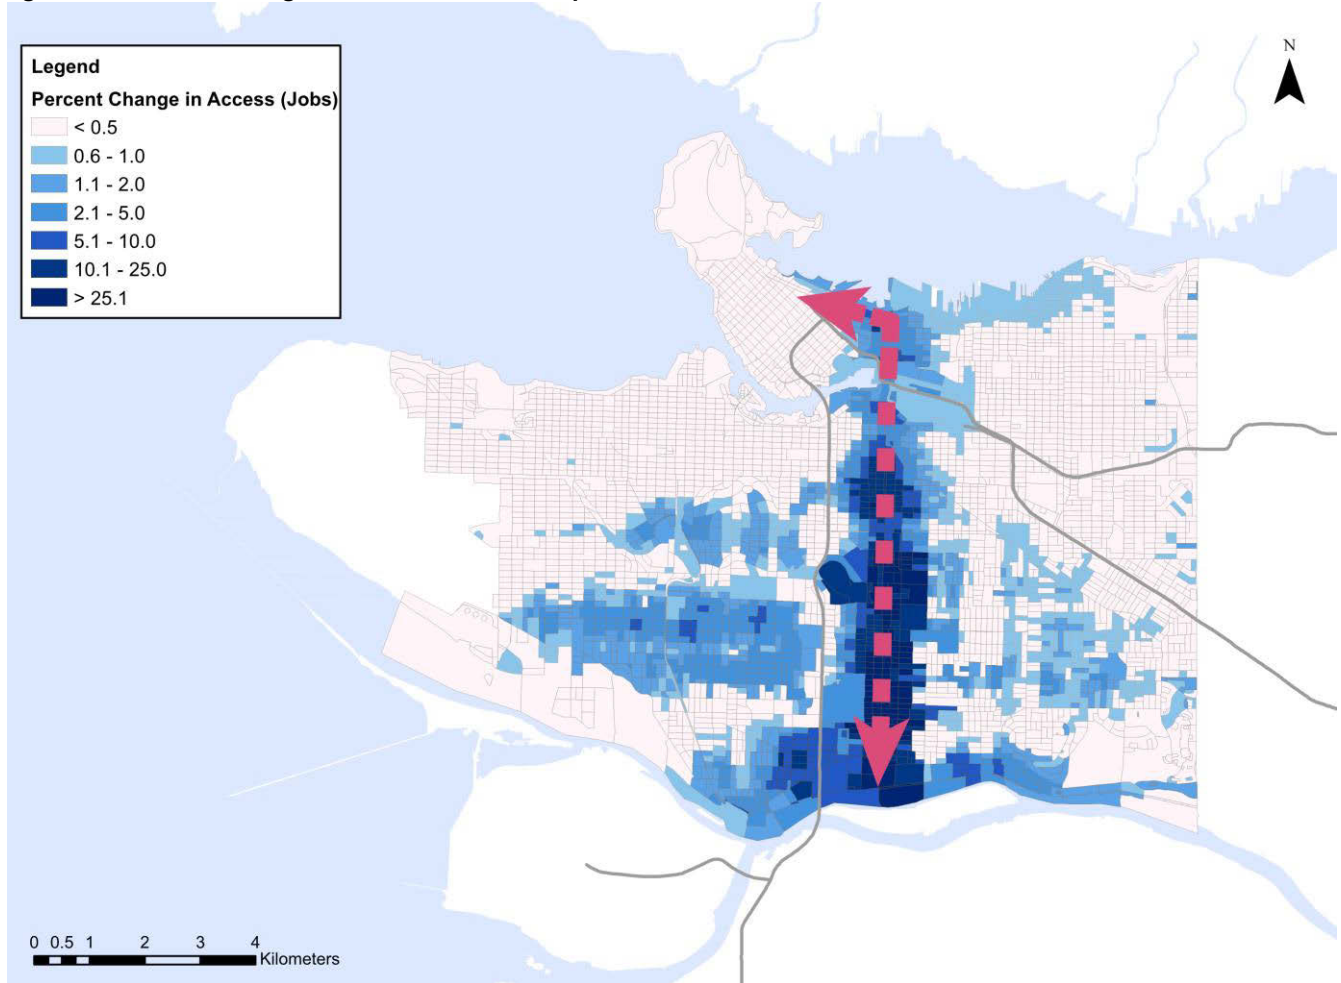 Legend
Percent Change in Access (Jobs)
< 0.5
0.6 - 1.0
1.1 - 2.0
2.1 - 5.0
5.1 - 10.0
10.1 - 25.0
> 25.1
N
0 0.5 1 2 3 4
Kilometers